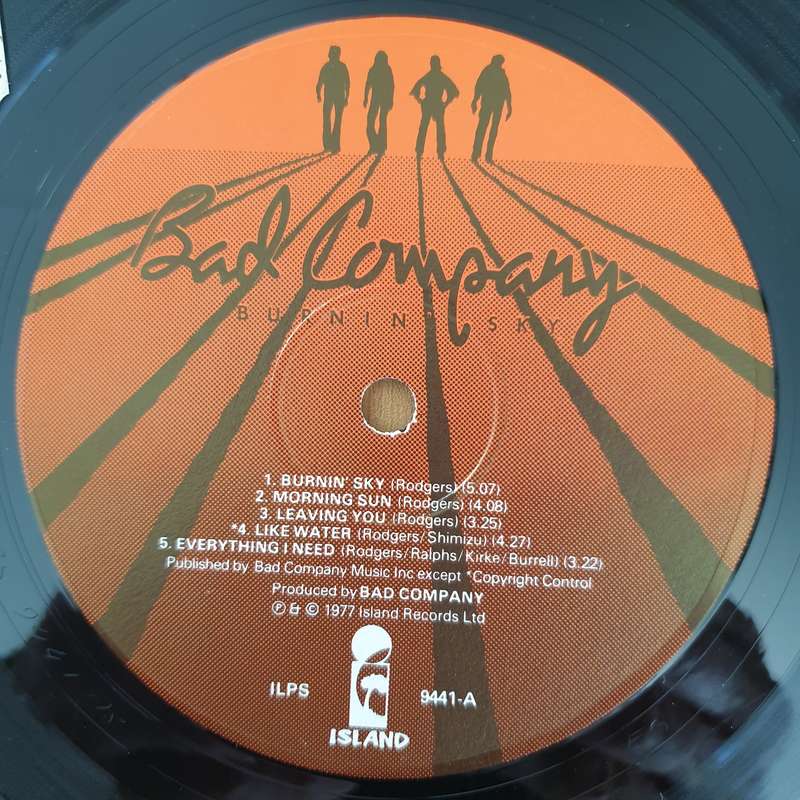 Bad Company
BURNIN' SKY
1. BURNIN' SKY (Rodgers) (5.07)
2. MORNING SUN (Rodgers) (4.08)
3. LEAVING YOU (Rodgers) (3.25)
*4. LIKE WATER (Rodgers/Shimizu) (4.27)
5. EVERYTHING I NEED (Rodgers/Ralphs/Kirke/Burrell) (3.22)
Published by Bad Company Music Inc except *Copyright Control
Produced by BAD COMPANY
℗ & © 1977 Island Records Ltd
ILPS 9441-A
ISLAND